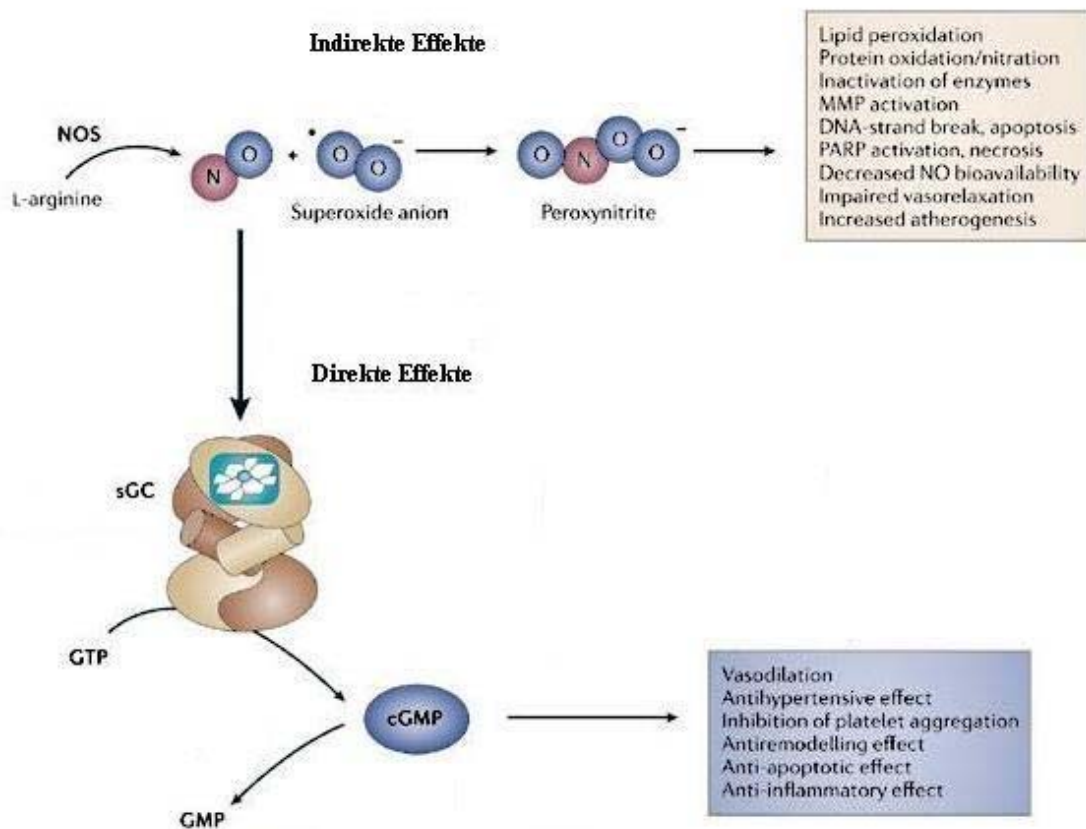 Indirekte Effekte
NOS
L-arginine
N O + • O O −
Superoxide anion
O N O O −
Peroxynitrite
Lipid peroxidation
Protein oxidation/nitration
Inactivation of enzymes
MMP activation
DNA-strand break, apoptosis
PARP activation, necrosis
Decreased NO bioavailability
Impaired vasorelaxation
Increased atherogenesis
Direkte Effekte
sGC
GTP
cGMP
GMP
Vasodilation
Antihypertensive effect
Inhibition of platelet aggregation
Antiremodelling effect
Anti-apoptotic effect
Anti-inflammatory effect